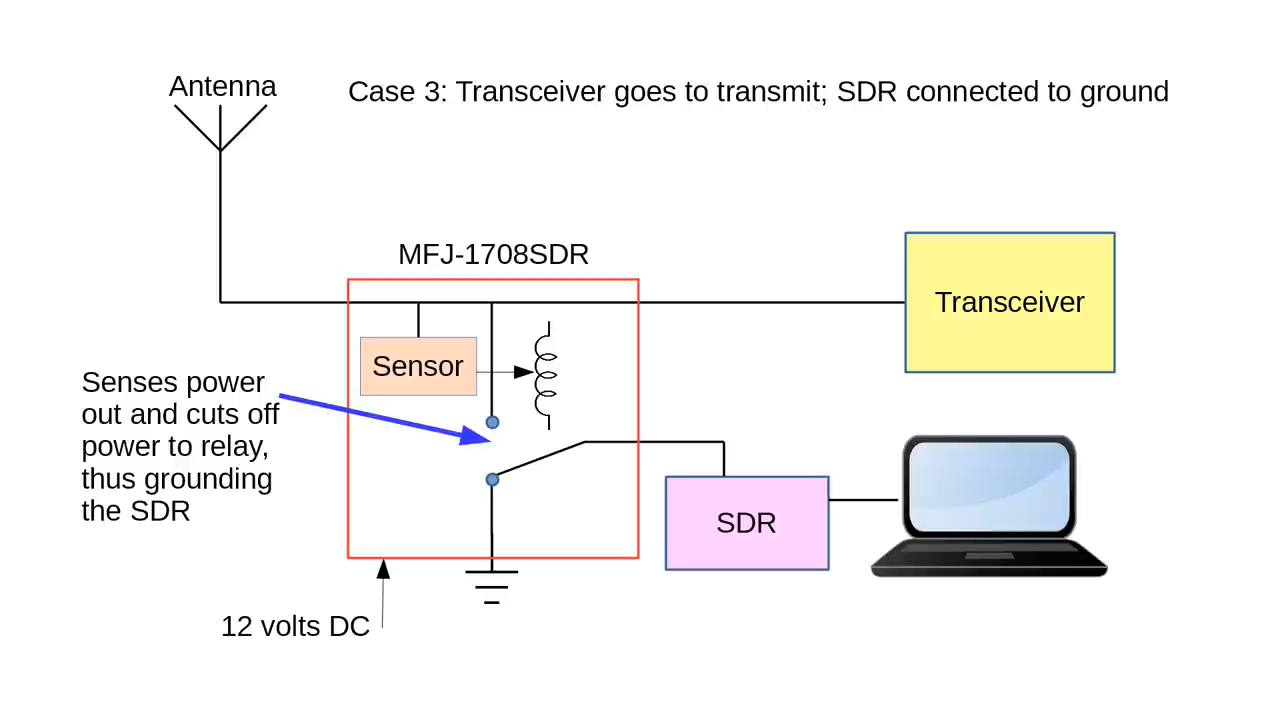 Antenna
Case 3: Transceiver goes to transmit; SDR connected to ground
MFJ-1708SDR
Transceiver
Sensor
Senses power
out and cuts off
power to relay,
thus grounding
the SDR
SDR
12 volts DC